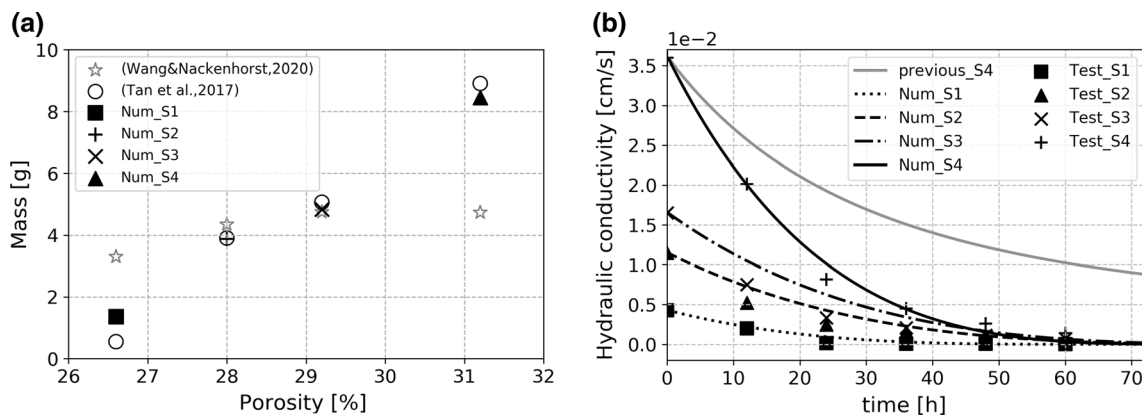 (a)
10
8
6
4
2
0
Mass [g]
(Wang&Nackenhorst,2020)
(Tan et al.,2017)
Num_S1
Num_S2
Num_S3
Num_S4
26 27 28 29 30 31 32
Porosity [%]
(b)
1e−2
3.5
3.0
2.5
2.0
1.5
1.0
0.5
0.0
Hydraulic conductivity [cm/s]
previous_S4
Num_S1
Num_S2
Num_S3
Num_S4
Test_S1
Test_S2
Test_S3
Test_S4
0 10 20 30 40 50 60 70
time [h]